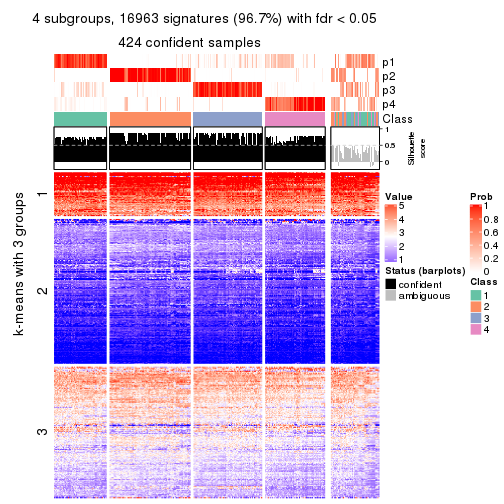 4 subgroups, 16963 signatures (96.7%) with fdr < 0.05
424 confident samples
p1
p2
p3
p4
Class
1
0.5
0
Silhouette
score
k-means with 3 groups
1
2
3
Value
5
4
3
2
1
Prob
1
0.8
0.6
0.4
0.2
0
Status (barplots)
confident
ambiguous
Class
1
2
3
4